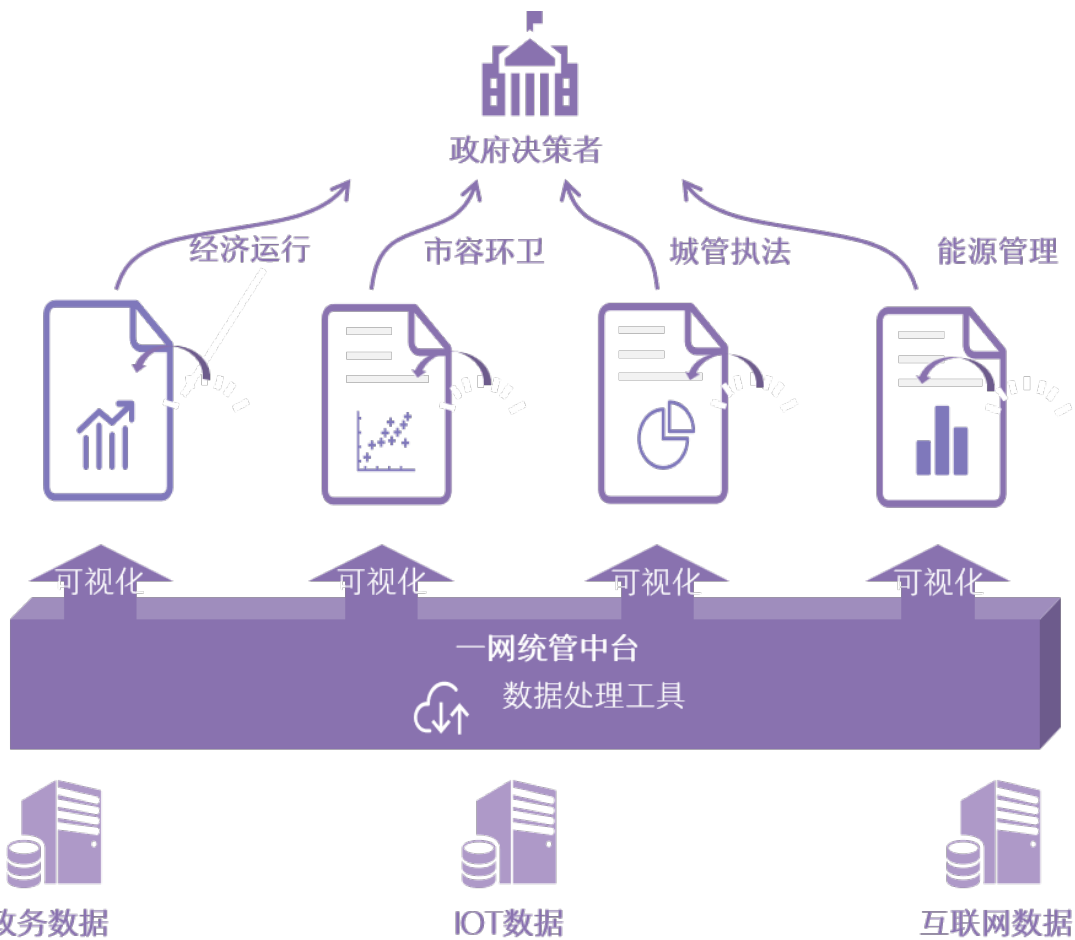 政府决策者
经济运行
市容环卫
城管执法
能源管理
可视化
可视化
可视化
可视化
一网统管中台
数据处理工具
政务数据
IOT数据
互联网数据